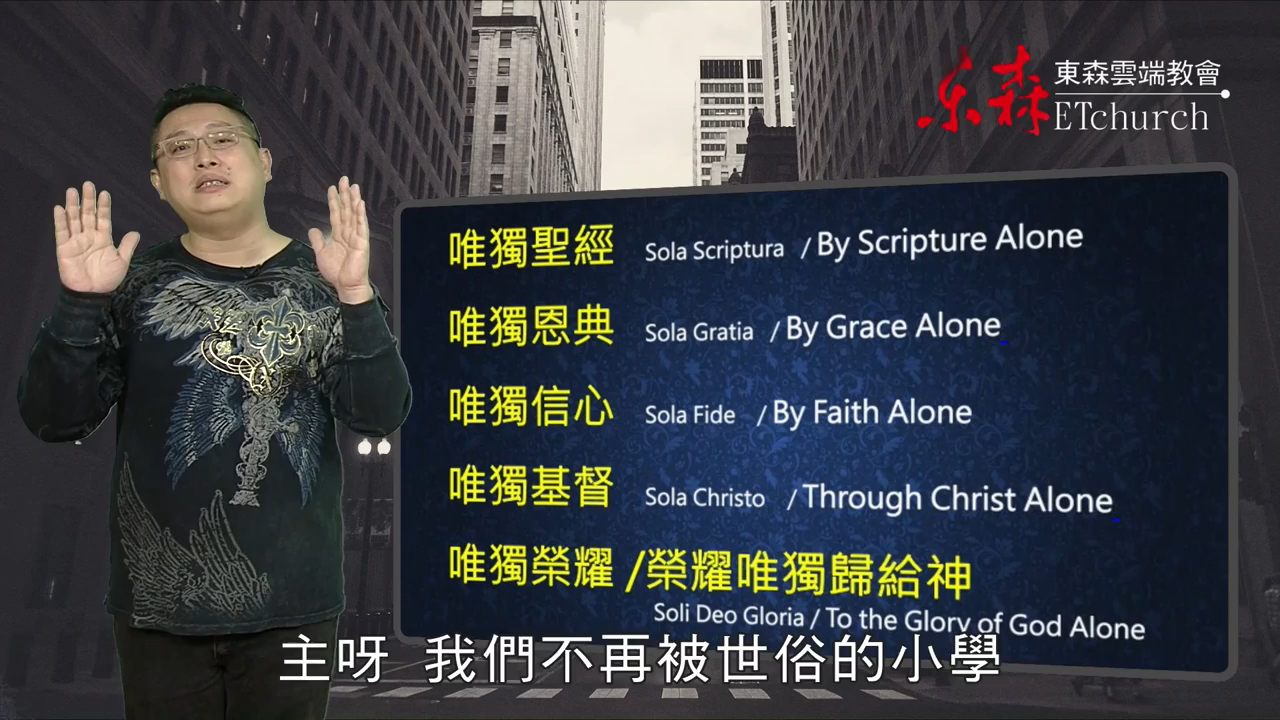 东森 東森雲端教會
ETchurch
唯獨聖經 Sola Scriptura / By Scripture Alone
唯獨恩典 Sola Gratia / By Grace Alone
唯獨信心 Sola Fide / By Faith Alone
唯獨基督 Sola Christo / Through Christ Alone
唯獨榮耀 /榮耀唯獨歸給神
Soli Deo Gloria / To the Glory of God Alone
主呀 我們不再被世俗的小學